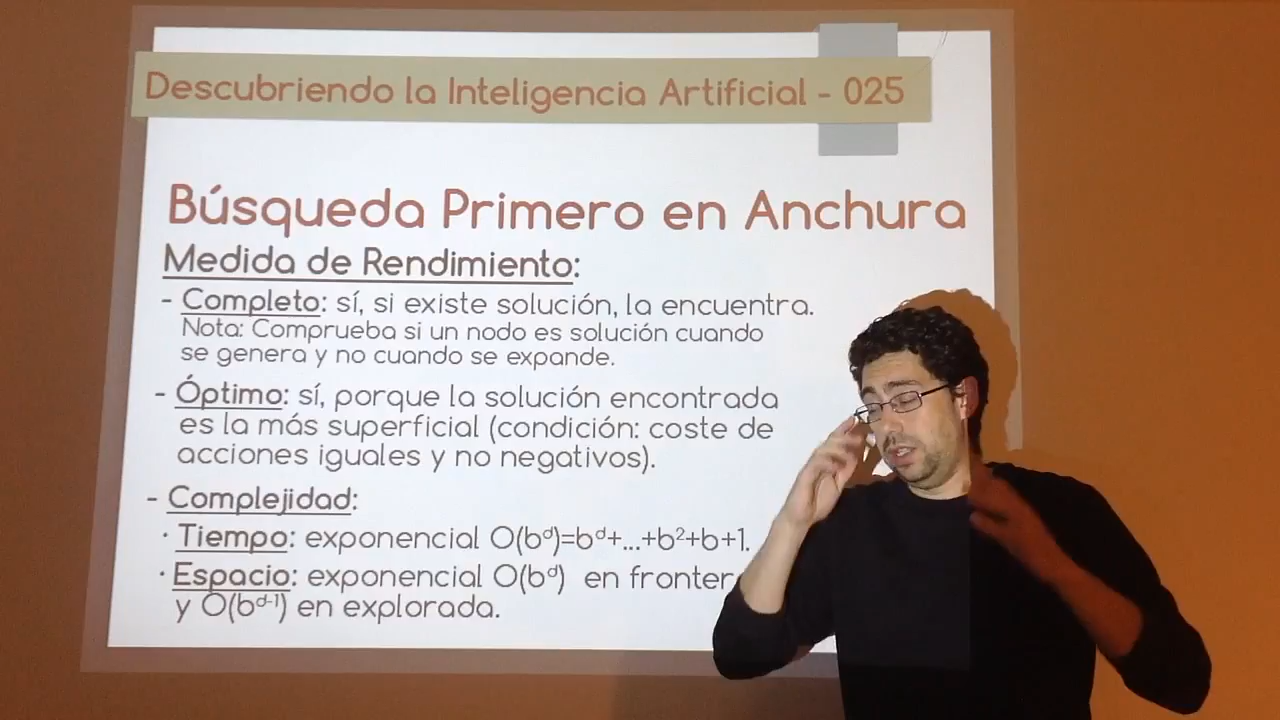 Descubriendo la Inteligencia Artificial - 025
Búsqueda Primero en Anchura
Medida de Rendimiento:
- Completo: sí, si existe solución, la encuentra.
Nota: Comprueba si un nodo es solución cuando
se genera y no cuando se expande.
- Óptimo: sí, porque la solución encontrada
es la más superficial (condición: coste de
acciones iguales y no negativos).
- Complejidad:
· Tiempo: exponencial O(bᵈ)=bᵈ+...+b²+b+1.
· Espacio: exponencial O(bᵈ) en
y O(bᵈ⁻¹) en explorada.